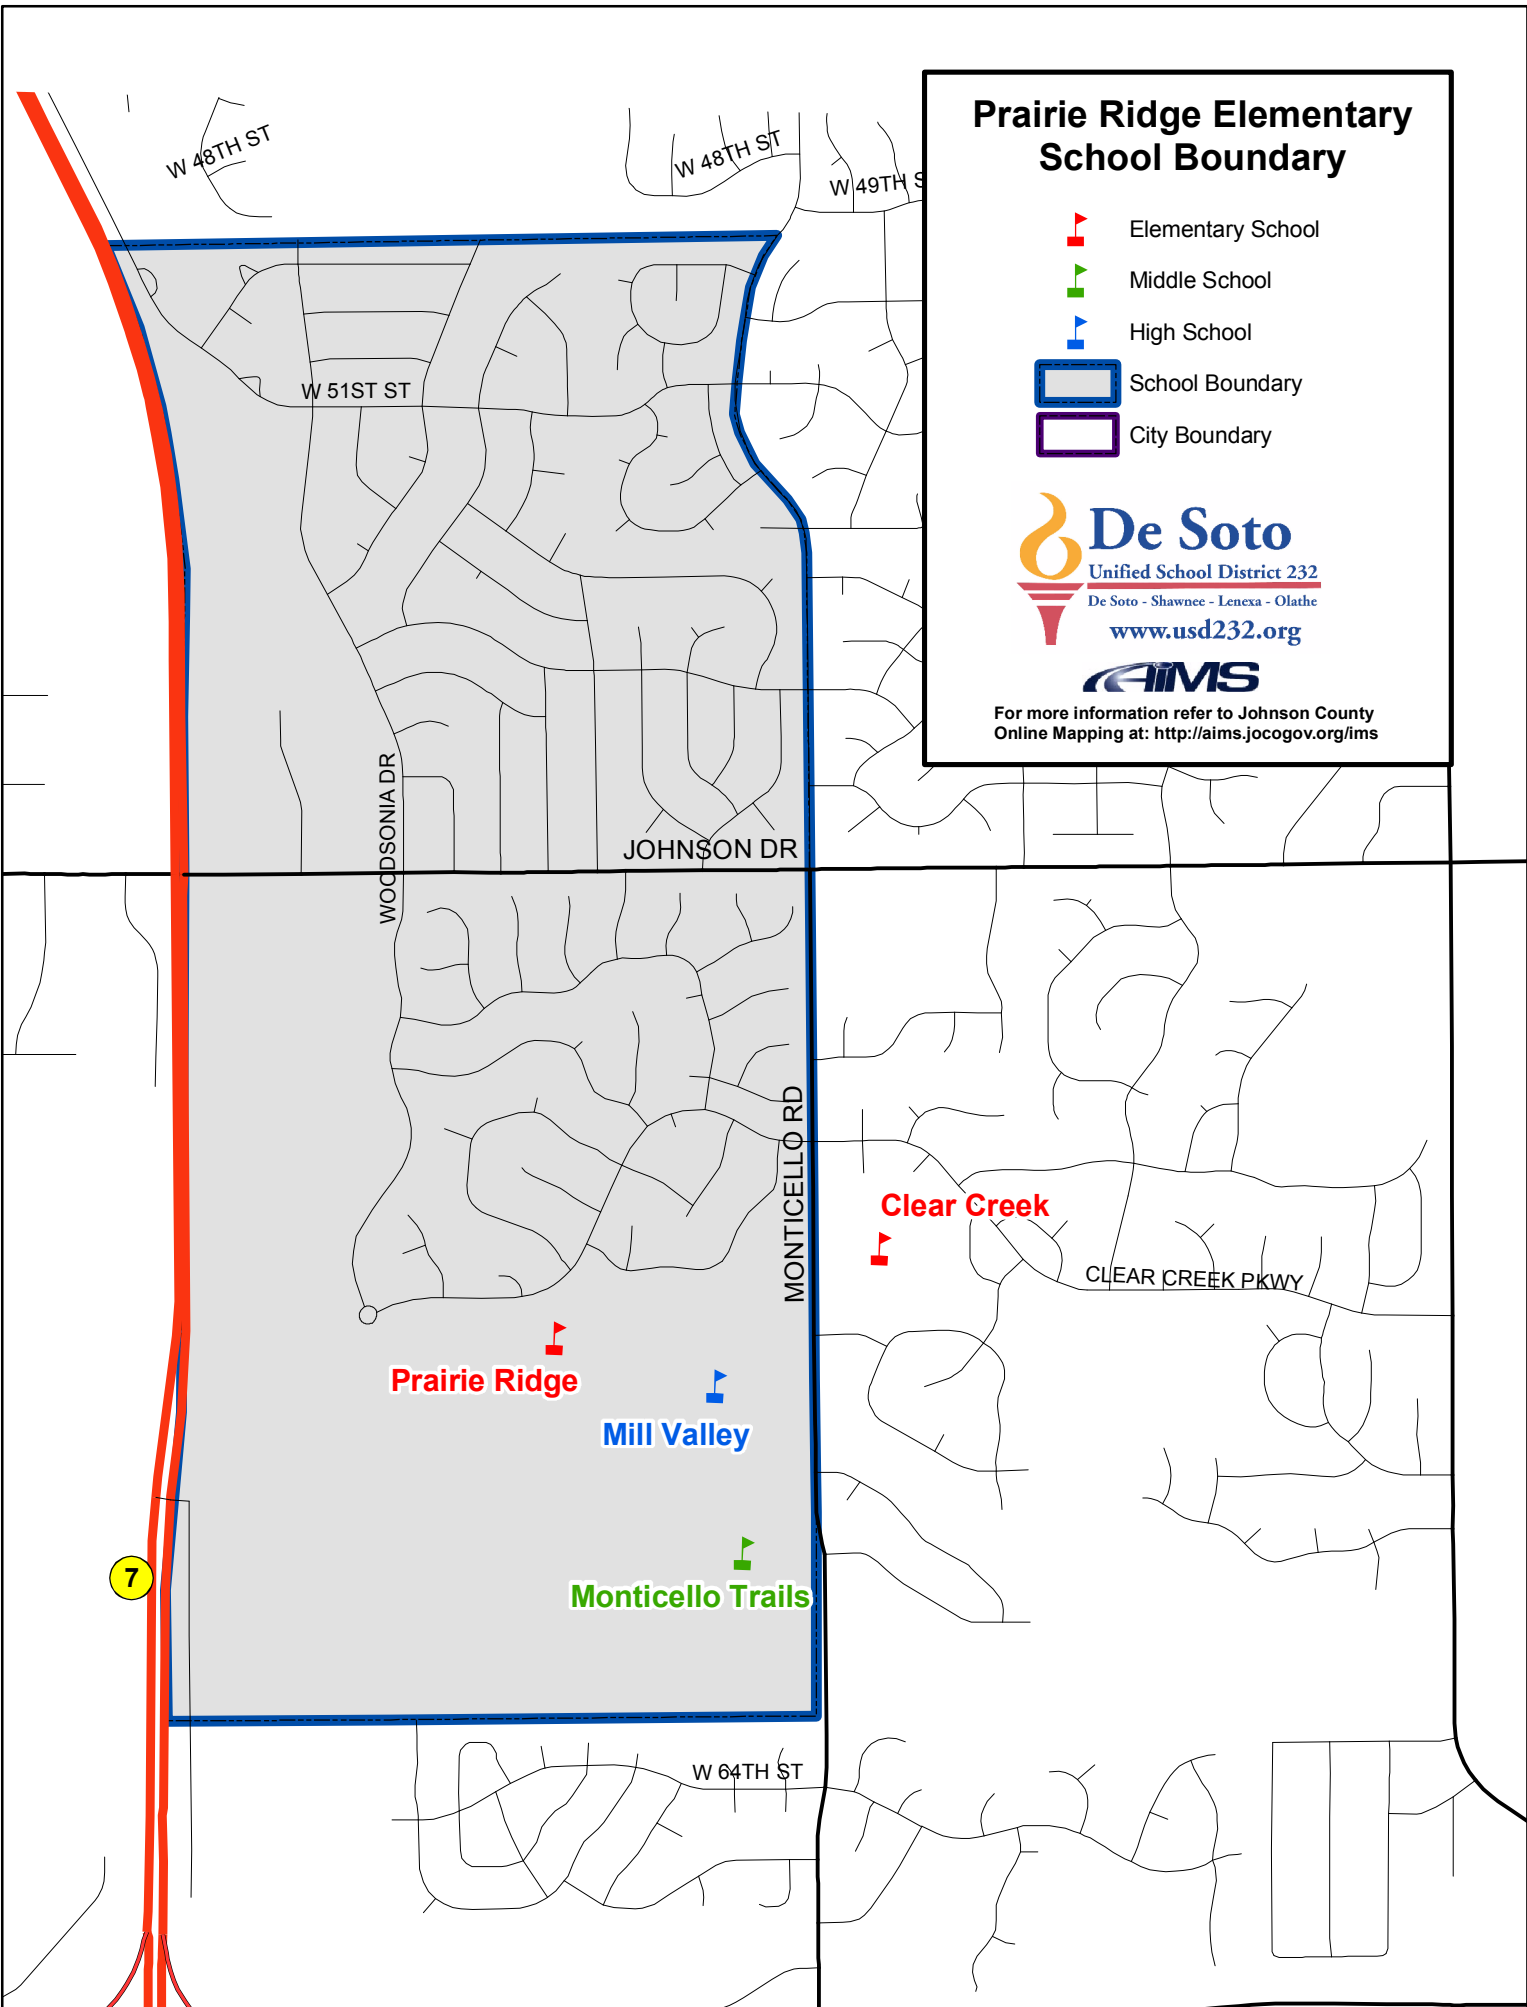 Prairie Ridge Elementary
School Boundary
Elementary School
Middle School
High School
School Boundary
City Boundary
De Soto
Unified School District 232
De Soto - Shawnee - Lenexa - Olathe
www.usd232.org
AIMS
For more information refer to Johnson County
Online Mapping at: http://aims.jocogov.org/ims
W 48TH ST
W 48TH ST
W 49TH S
W 51ST ST
WOODSONIA DR
JOHNSON DR
MONTICELLO RD
Clear Creek
CLEAR CREEK PKWY
Prairie Ridge
Mill Valley
7
Monticello Trails
W 64TH ST